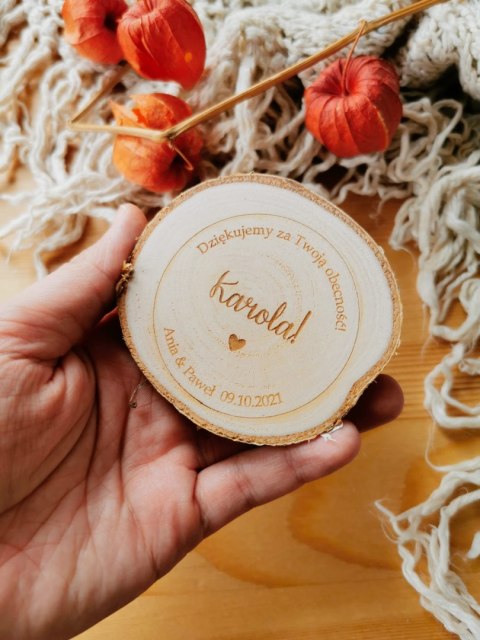 Dziękujemy za Twoją obecność!
Karola!
Ania & Paweł 09.10.2021